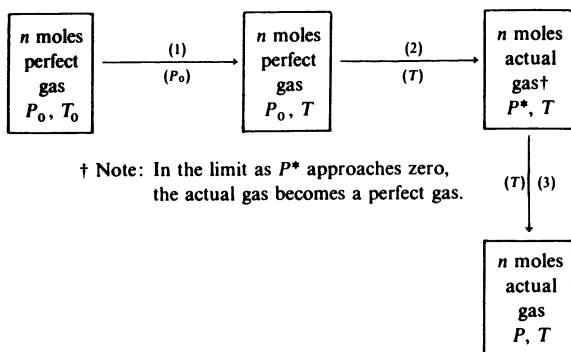 n moles
perfect
gas
P₀, T₀
(1)
(P₀)
n moles
perfect
gas
P₀, T
(2)
(T)
n moles
actual
gas†
P*, T
† Note: In the limit as P* approaches zero,
the actual gas becomes a perfect gas.
(T) (3)
n moles
actual
gas
P, T